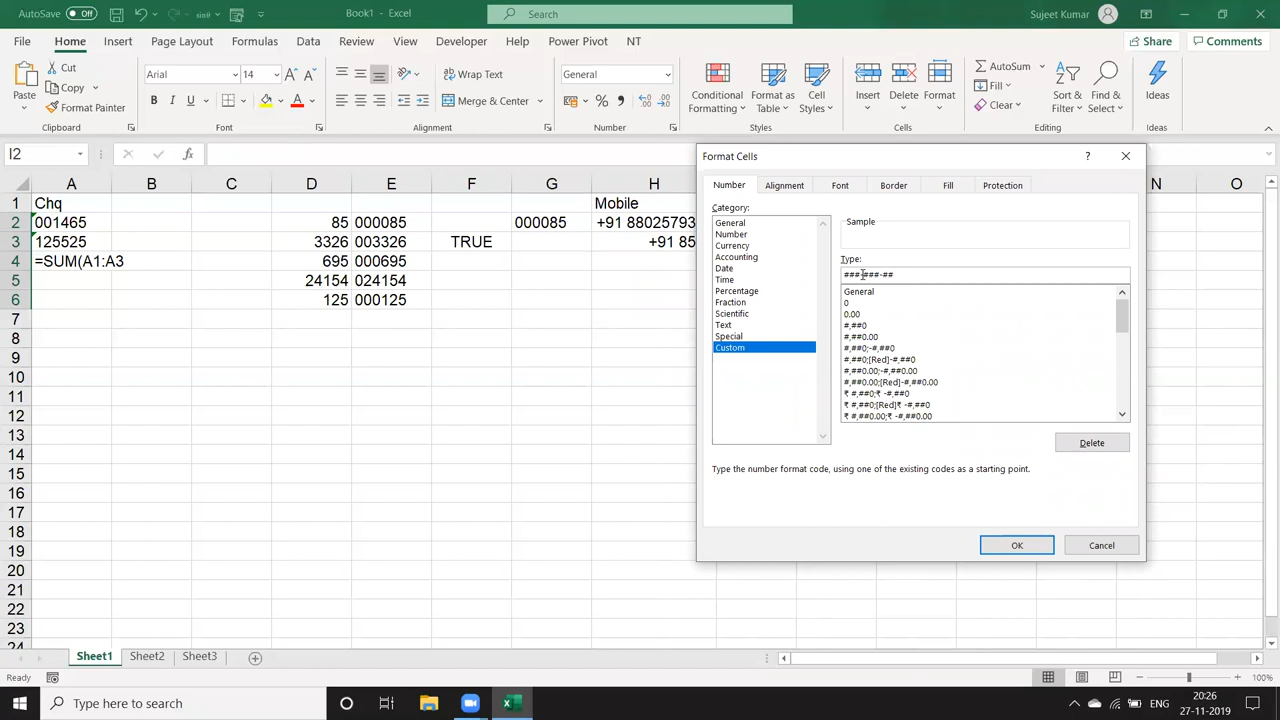 AutoSave Off Book1 - Excel Search Sujeet Kumar
File Home Insert Page Layout Formulas Data Review View Developer Help Power Pivot NT Share Comments
Paste Cut Copy Format Painter Clipboard
Arial 14 B I U Font
Wrap Text Merge & Center Alignment
General % Number
Conditional Formatting Format as Table Cell Styles Styles
Insert Delete Format Cells
AutoSum Fill Clear Sort & Filter Find & Select Editing
Ideas Ideas
I2 fx
A B C D E F G H N O
1 Chq Mobile
2 001465 85 000085 000085 +91 88025793
3 125525 3326 003326 TRUE +91 85
4 =SUM(A1:A3 695 000695
5 24154 024154
6 125 000125
7
8
9
10
11
12
13
14
15
16
17
18
19
20
21
22
23
24
Format Cells ?
Number Alignment Font Border Fill Protection
Category:
General
Number
Currency
Accounting
Date
Time
Percentage
Fraction
Scientific
Text
Special
Custom
Sample
Type:
General
0
0.00
#,##0
#,##0.00
#,##0;-#,##0
#,##0;[Red]-#,##0
#,##0.00;-#,##0.00
#,##0.00;[Red]-#,##0.00
₹ #,##0;₹ -#,##0
₹ #,##0;[Red]₹ -#,##0
₹ #,##0.00;₹ -#,##0.00
Delete
Type the number format code, using one of the existing codes as a starting point.
OK Cancel
Sheet1 Sheet2 Sheet3
Ready 100%
Type here to search ENG 20:26
27-11-2019